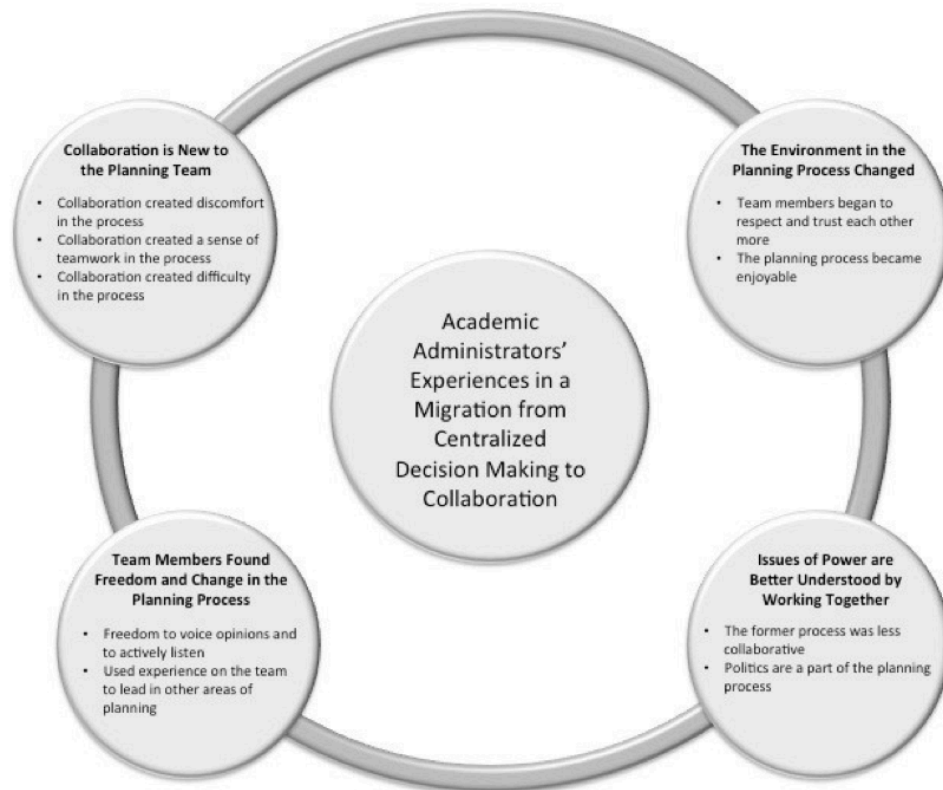 Collaboration is New to
the Planning Team
• Collaboration created discomfort
in the process
• Collaboration created a sense of
teamwork in the process
• Collaboration created difficulty
in the process
The Environment in the
Planning Process Changed
• Team members began to
respect and trust each other
more
• The planning process became
enjoyable
Academic
Administrators’
Experiences in a
Migration from
Centralized
Decision Making to
Collaboration
Team Members Found
Freedom and Change in the
Planning Process
• Freedom to voice opinions and
to actively listen
• Used experience on the team
to lead in other areas of
planning
Issues of Power are
Better Understood by
Working Together
• The former process was less
collaborative
• Politics are a part of the planning
process